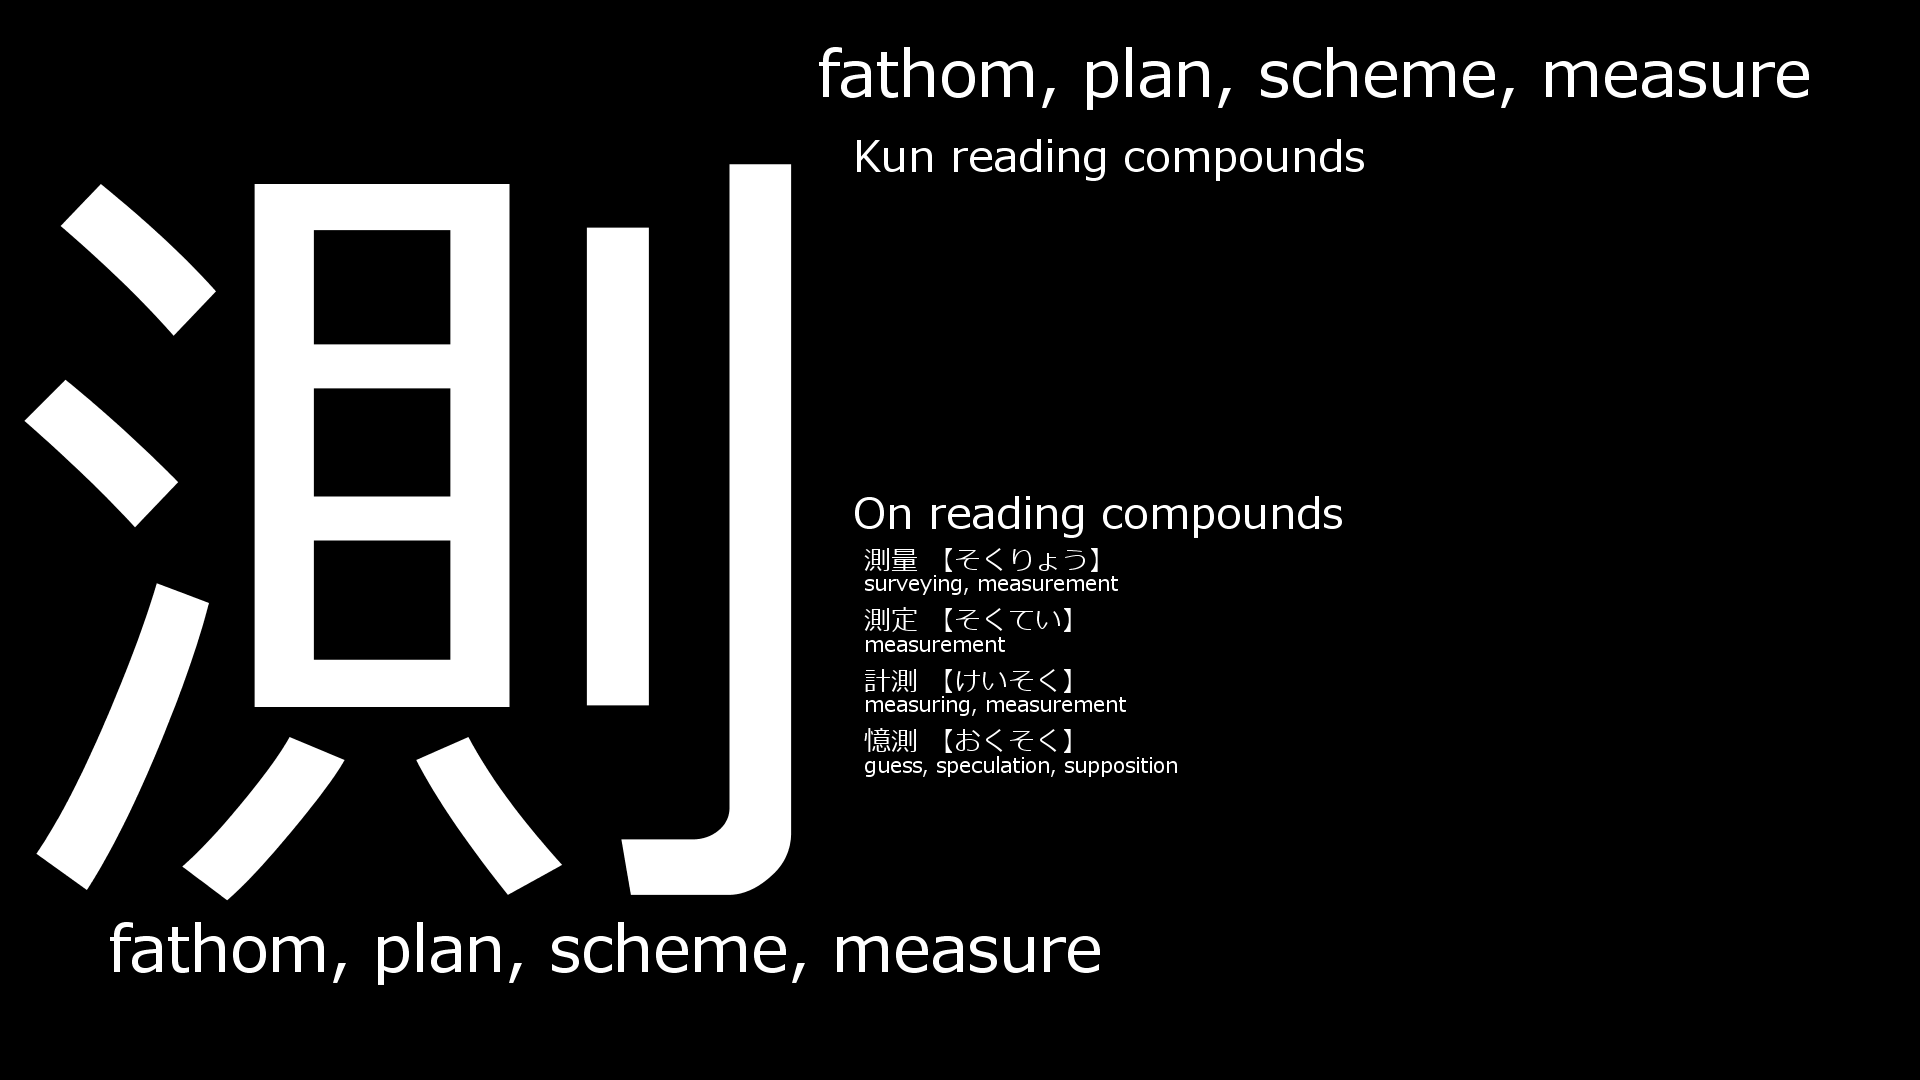 測
fathom, plan, scheme, measure
Kun reading compounds
On reading compounds
測量 【そくりょう】
surveying, measurement
測定 【そくてい】
measurement
計測 【けいそく】
measuring, measurement
憶測 【おくそく】
guess, speculation, supposition
fathom, plan, scheme, measure